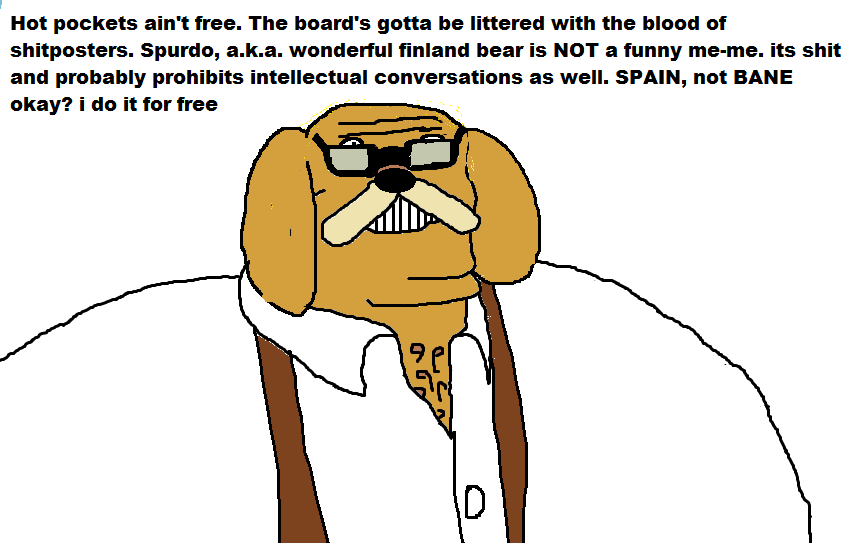 Hot pockets ain't free. The board's gotta be littered with the blood of
shitposters. Spurdo, a.k.a. wonderful finland bear is NOT a funny me-me. its shit
and probably prohibits intellectual conversations as well. SPAIN, not BANE
okay? i do it for free